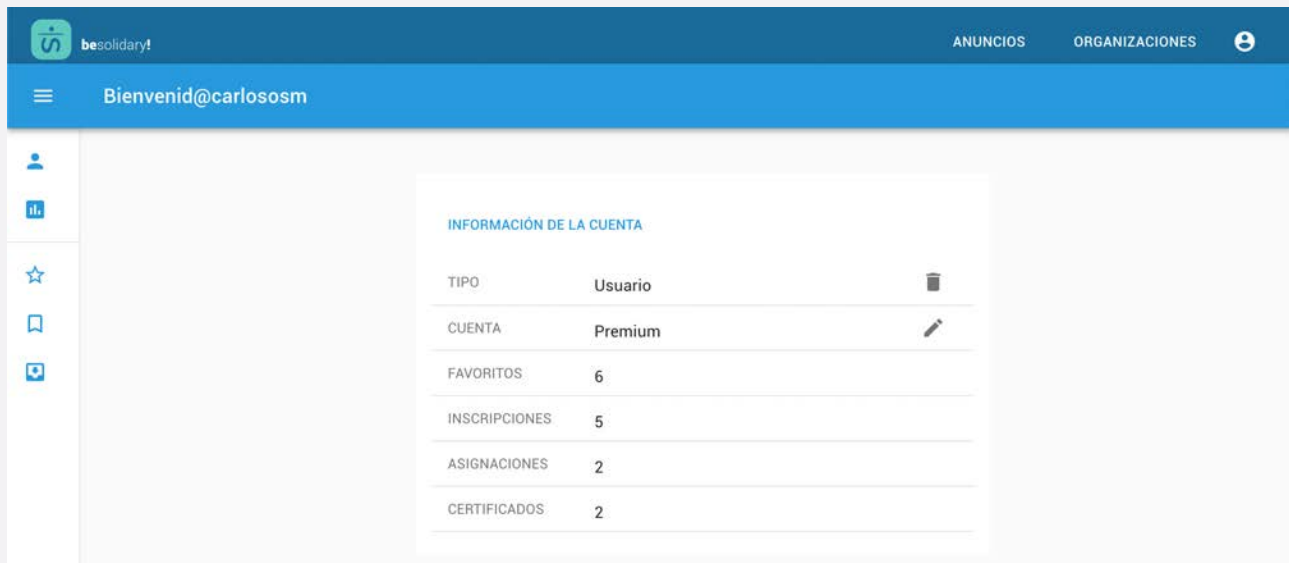 besolidary!
ANUNCIOS ORGANIZACIONES
Bienvenid@carlososm
INFORMACIÓN DE LA CUENTA
TIPO Usuario
CUENTA Premium
FAVORITOS 6
INSCRIPCIONES 5
ASIGNACIONES 2
CERTIFICADOS 2